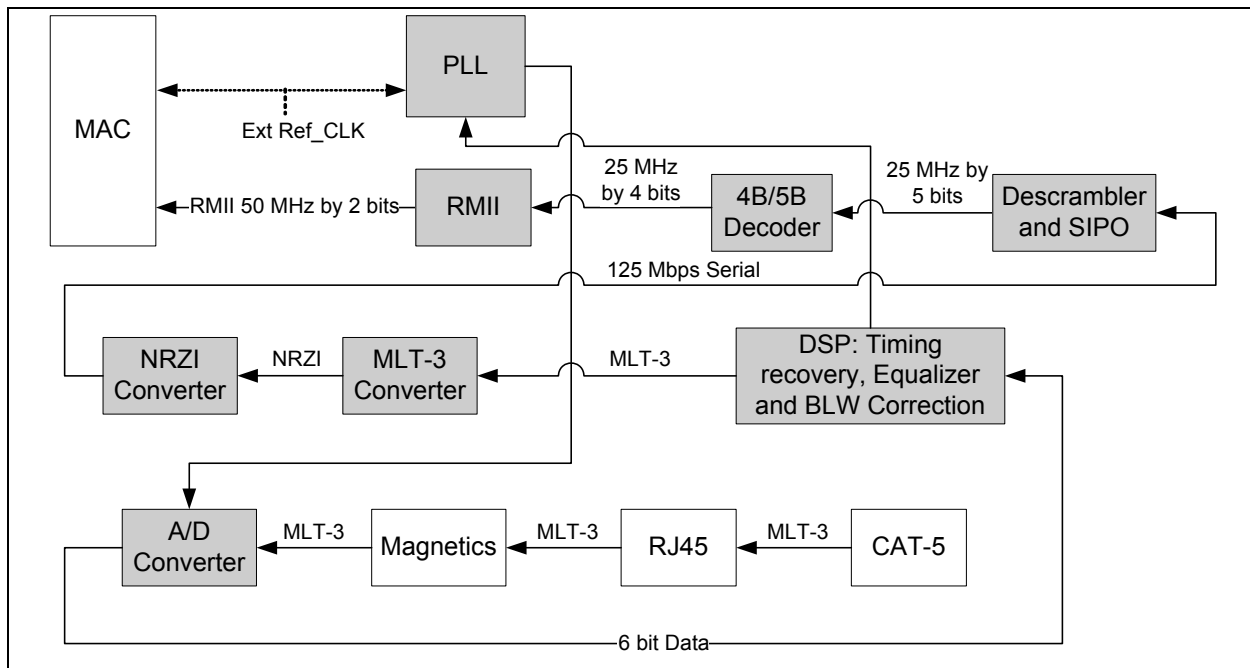 PLL
MAC
Ext Ref_CLK
25 MHz
by 4 bits
25 MHz by
5 bits
RMII 50 MHz by 2 bits
RMII
4B/5B
Decoder
Descrambler
and SIPO
125 Mbps Serial
NRZI
Converter
NRZI
MLT-3
Converter
MLT-3
DSP: Timing
recovery, Equalizer
and BLW Correction
A/D
Converter
MLT-3
Magnetics
MLT-3
RJ45
MLT-3
CAT-5
6 bit Data